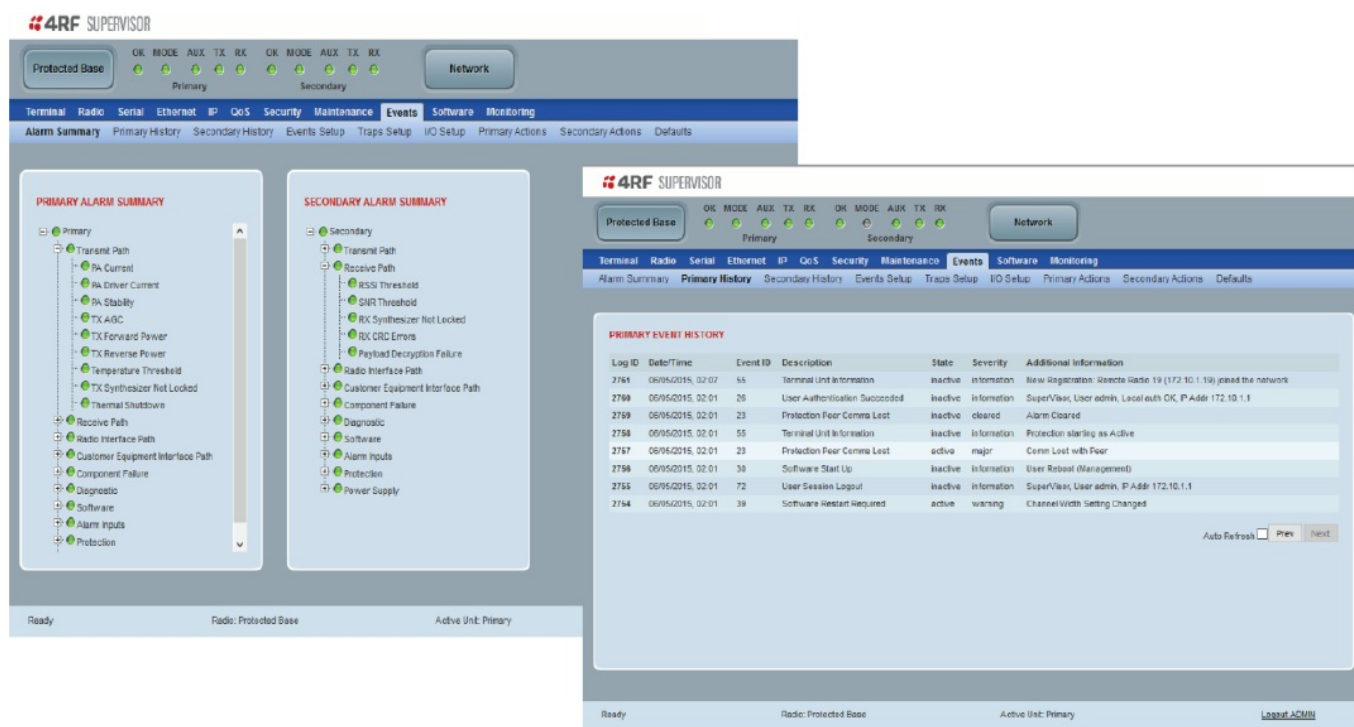 4RF SUPERVISOR
Protected Base
OK MODE AUX TX RX OK MODE AUX TX RX
Primary Secondary
Network
Terminal Radio Serial Ethernet IP QoS Security Maintenance Events Software Monitoring
Alarm Summary Primary History Secondary History Events Setup Traps Setup I/O Setup Primary Actions Secondary Actions Defaults
PRIMARY ALARM SUMMARY
Primary
Transmit Path
PA Current
PA Driver Current
PA Stability
TX AGC
TX Forward Power
TX Reverse Power
Temperature Threshold
TX Synthesizer Not Locked
Thermal Shutdown
Receive Path
Radio Interface Path
Customer Equipment Interface Path
Component Failure
Diagnostic
Software
Alarm Inputs
Protection
SECONDARY ALARM SUMMARY
Secondary
Transmit Path
Receive Path
RSSI Threshold
SNR Threshold
RX Synthesizer Not Locked
RX CRC Errors
Payload Decryption Failure
Radio Interface Path
Customer Equipment Interface Path
Component Failure
Diagnostic
Software
Alarm Inputs
Protection
Power Supply
Ready Radio: Protected Base Active Unit: Primary
4RF SUPERVISOR
Protected Base
OK MODE AUX TX RX OK MODE AUX TX RX
Primary Secondary
Network
Terminal Radio Serial Ethernet IP QoS Security Maintenance Events Software Monitoring
Alarm Summary Primary History Secondary History Events Setup Traps Setup I/O Setup Primary Actions Secondary Actions Defaults
PRIMARY EVENT HISTORY
Log ID Date/Time Event ID Description State Severity Additional Information
2761 06/05/2015, 02:07 55 Terminal Unit Information inactive information New Registration: Remote Radio 19 (172.10.1.19) joined the network
2760 06/05/2015, 02:01 26 User Authentication Succeeded inactive information SuperVisor, User admin, Local auth OK, IP Addr 172.10.1.1
2759 06/05/2015, 02:01 23 Protection Peer Comms Lost inactive cleared Alarm Cleared
2758 06/05/2015, 02:01 55 Terminal Unit Information inactive information Protection starting as Active
2757 06/05/2015, 02:01 23 Protection Peer Comms Lost active major Comm Lost with Peer
2756 06/05/2015, 02:01 30 Software Start Up inactive information User Reboot (Management)
2755 06/05/2015, 02:01 72 User Session Logout inactive information SuperVisor, User admin, IP Addr 172.10.1.1
2754 06/05/2015, 02:01 39 Software Restart Required active warning Channel Width Setting Changed
Auto Refresh Prev Next
Ready Radio: Protected Base Active Unit: Primary Logout ADMIN